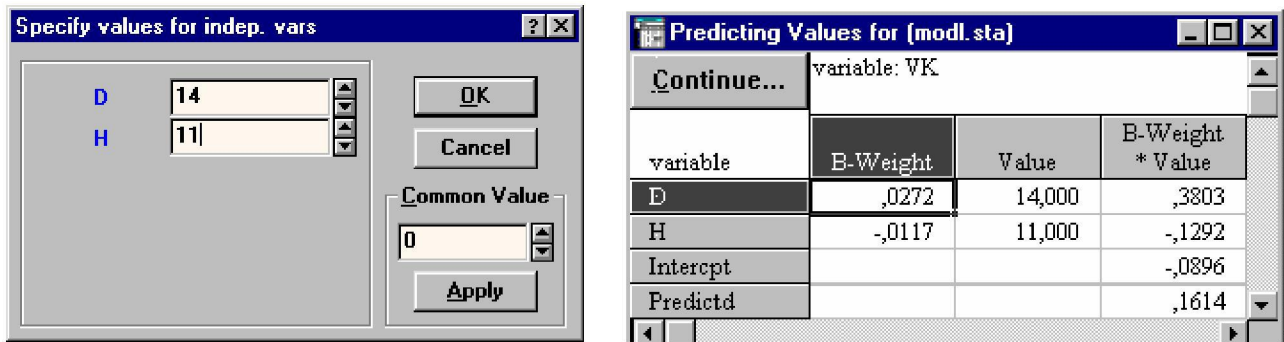 Specify values for indep. vars
D 14
H 11
OK
Cancel
Common Value
0
Apply
Predicting Values for (modl.sta)
Continue... variable: VK
B-Weight
variable B-Weight Value * Value
D ,0272 14,000 ,3803
H -,0117 11,000 -,1292
Intercpt -,0896
Predictd ,1614